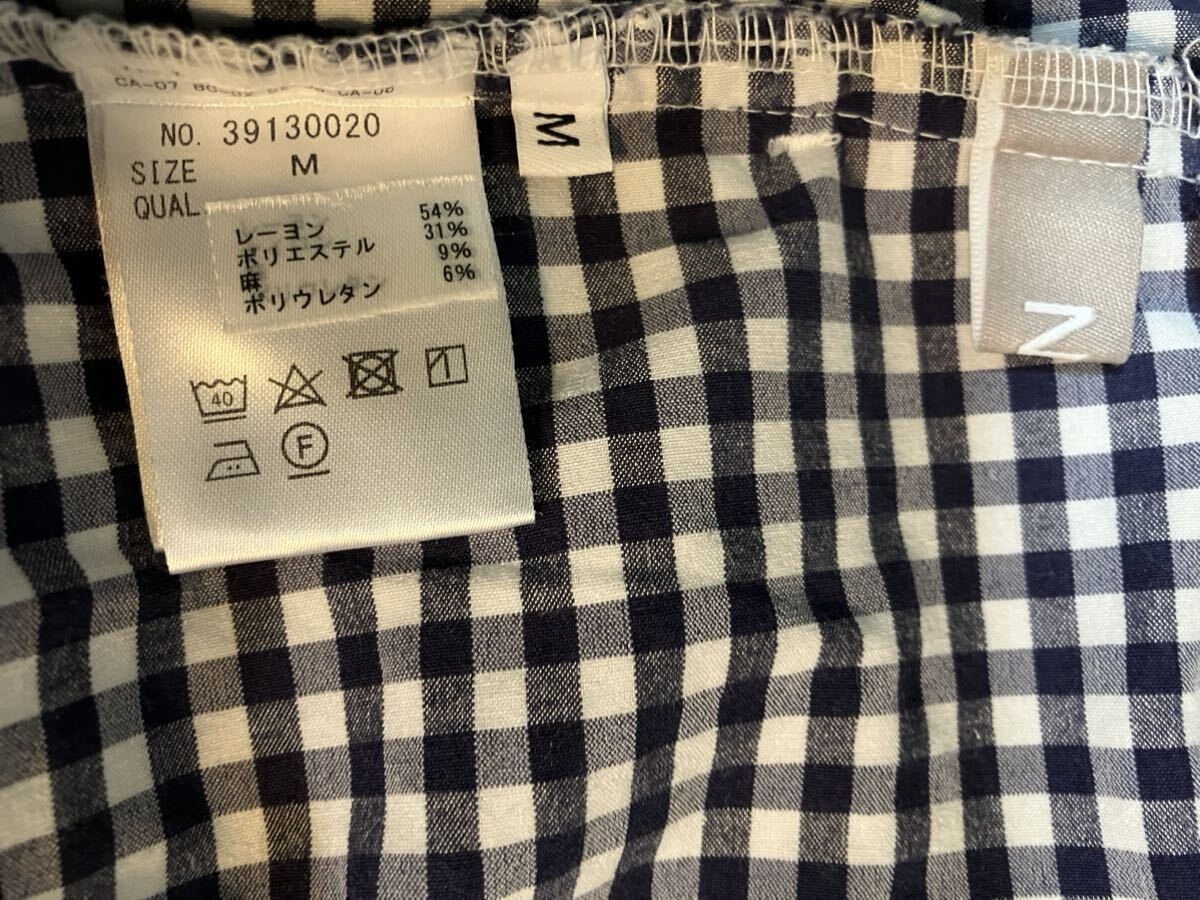 NO. 39130020
SIZE M
QUAL
レーヨン 54%
ポリエステル 31%
麻 9%
ポリウレタン 6%
40
F
M
N